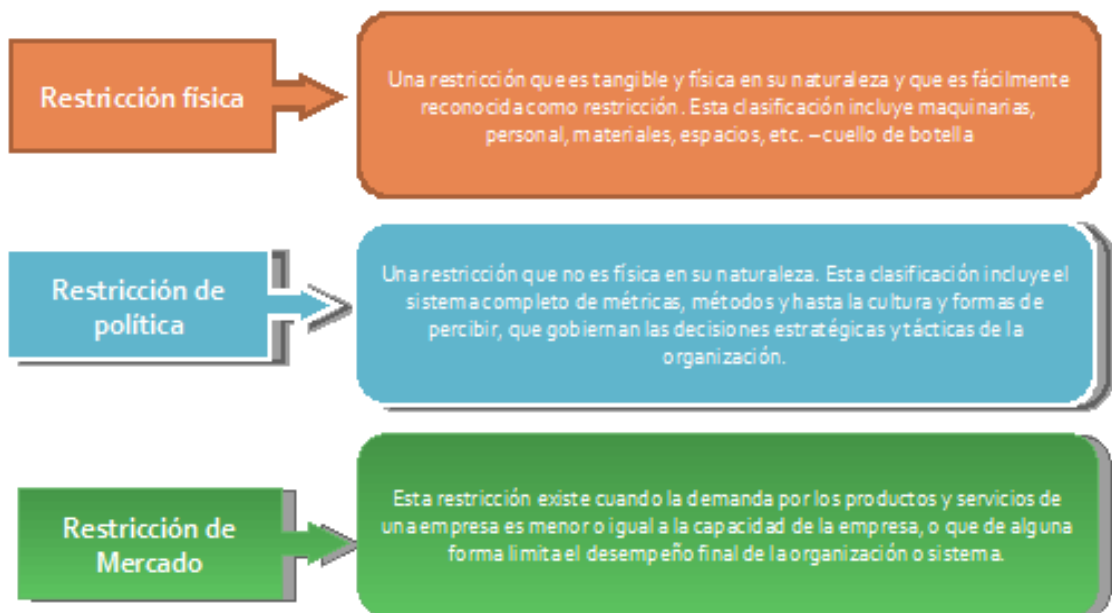 Restricción física
Una restricción que es tangible y física en su naturaleza y que es fácilmente
reconocida como restricción. Esta clasificación incluye maquinarias,
personal, materiales, espacios, etc. – cuello de botella
Restricción de
política
Una restricción que no es física en su naturaleza. Esta clasificación incluye el
sistema completo de métricas, métodos y hasta la cultura y formas de
percibir, que gobiernan las decisiones estratégicas y tácticas de la
organización.
Restricción de
Mercado
Esta restricción existe cuando la demanda por los productos y servicios de
una empresa es menor o igual a la capacidad de la empresa, o que de alguna
forma limita el desempeño final de la organización o sistema.